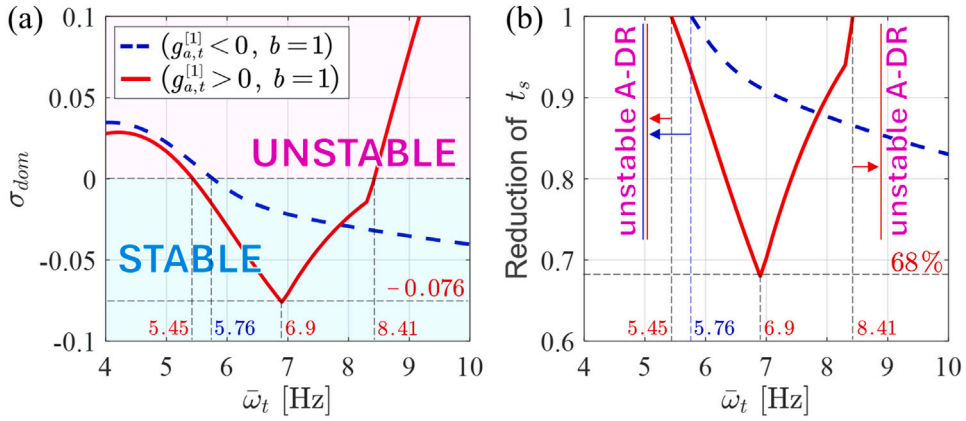 (a)
0.1
0.05
0
-0.05
-0.1
σ_dom
(g_{a,t}^{[1]} < 0, b = 1)
(g_{a,t}^{[1]} > 0, b = 1)
UNSTABLE
STABLE
−0.076
5.45
5.76
6.9
8.41
4 5 6 7 8 9 10
ω̄_t [Hz]
(b)
1
0.9
0.8
0.7
0.6
Reduction of t_s
unstable A-DR
unstable A-DR
68%
5.45
5.76
6.9
8.41
4 5 6 7 8 9 10
ω̄_t [Hz]